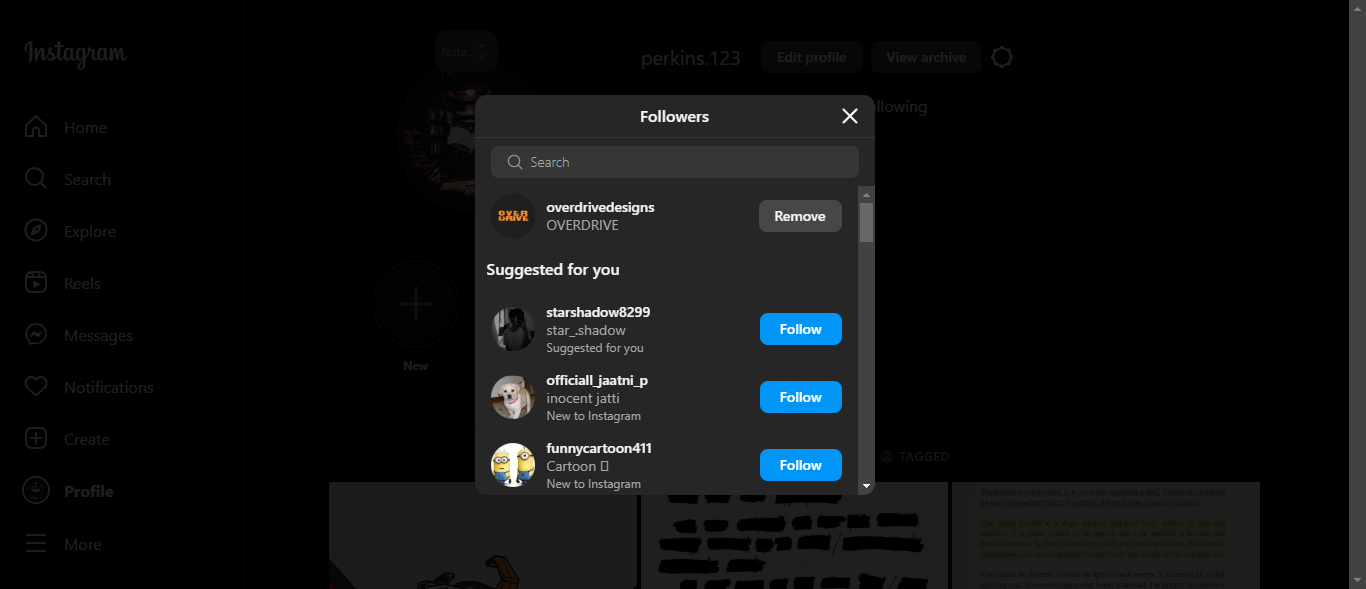 Instagram
Note...
perkins.123
Edit profile
View archive
llowing
Home
Search
Explore
Reels
Messages
Notifications
Create
Profile
More
New
Followers
Search
OVER
DRIVE
overdrivedesigns
OVERDRIVE
Remove
Suggested for you
starshadow8299
star_.shadow
Suggested for you
Follow
officiall_jaatni_p
inocent jatti
New to Instagram
Follow
funnycartoon411
Cartoon
New to Instagram
Follow
TAGGED